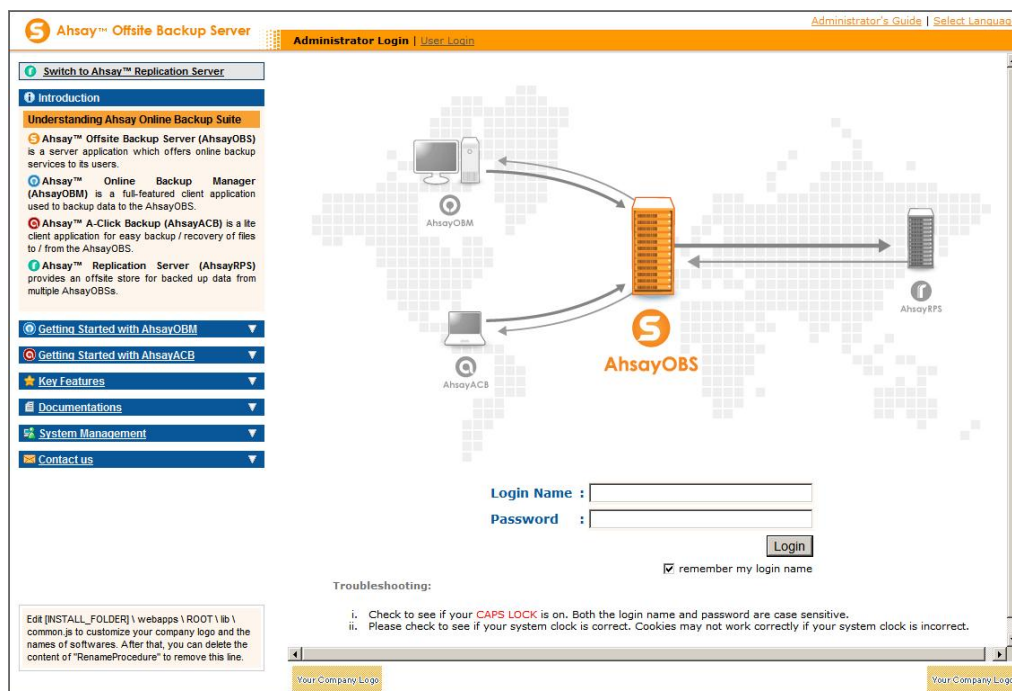 Ahsay™ Offsite Backup Server
Administrator's Guide | Select Languag
Administrator Login | User Login
Switch to Ahsay™ Replication Server
Introduction
Understanding Ahsay Online Backup Suite
Ahsay™ Offsite Backup Server (AhsayOBS)
is a server application which offers online backup
services to its users.
Ahsay™ Online Backup Manager
(AhsayOBM) is a full-featured client application
used to backup data to the AhsayOBS.
Ahsay™ A-Click Backup (AhsayACB) is a lite
client application for easy backup / recovery of files
to / from the AhsayOBS.
Ahsay™ Replication Server (AhsayRPS)
provides an offsite store for backed up data from
multiple AhsayOBSs.
Getting Started with AhsayOBM
Getting Started with AhsayACB
Key Features
Documentations
System Management
Contact us
Edit [INSTALL_FOLDER] \ webapps \ ROOT \ lib \
common.js to customize your company logo and the
names of softwares. After that, you can delete the
content of "RenameProcedure" to remove this line.
AhsayOBM
AhsayRPS
AhsayOBS
AhsayACB
Login Name :
Password :
Login
remember my login name
Troubleshooting:
i. Check to see if your CAPS LOCK is on. Both the login name and password are case sensitive.
ii. Please check to see if your system clock is correct. Cookies may not work correctly if your system clock is incorrect.
Your Company Logo
Your Company Logo